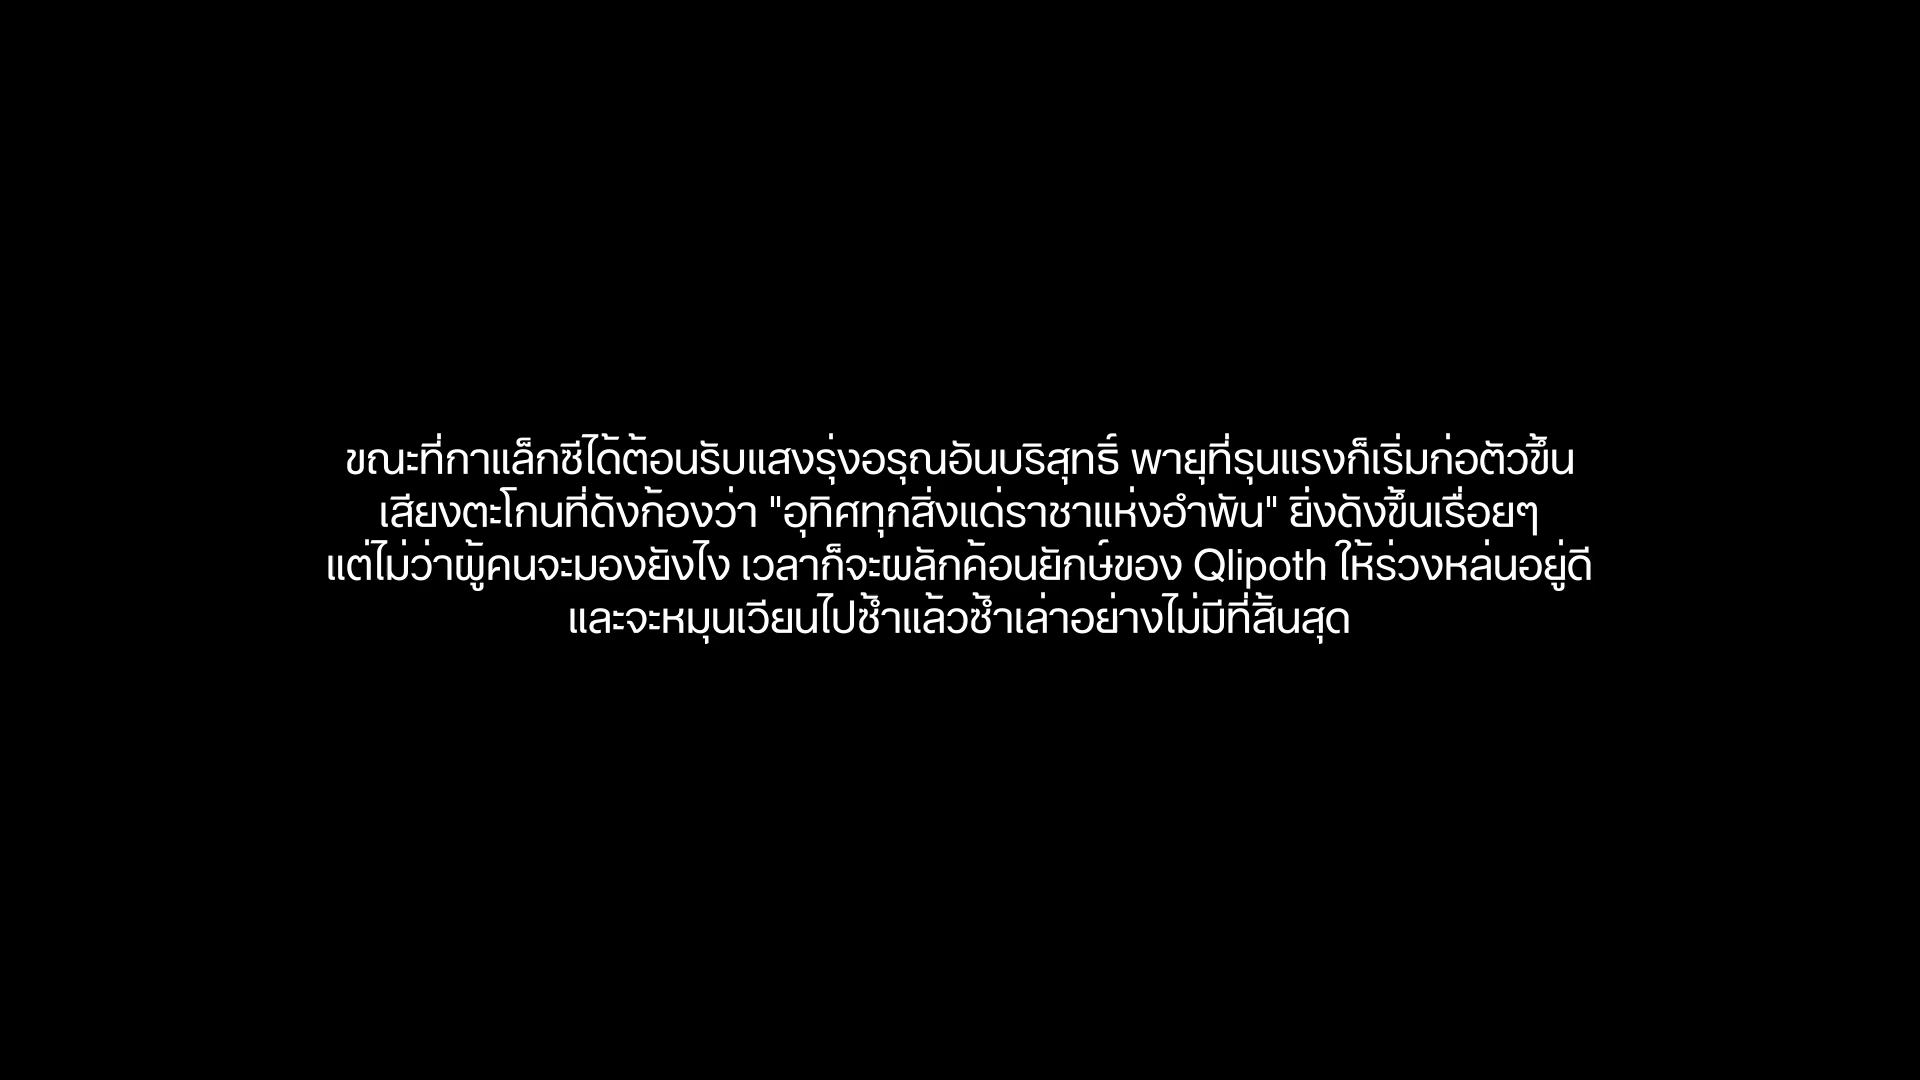 ขณะที่กาแล็กซีได้ต้อนรับแสงรุ่งอรุณอันบริสุทธิ์ พายุที่รุนแรงก็เริ่มก่อตัวขึ้น
เสียงตะโกนที่ดังก้องว่า "อุทิศทุกสิ่งแด่ราชาแห่งอำพัน" ยิ่งดังขึ้นเรื่อยๆ
แต่ไม่ว่าผู้คนจะมองยังไง เวลาก็จะผลักค้อนยักษ์ของ Qlipoth ให้ร่วงหล่นอยู่ดี
และจะหมุนเวียนไปซ้ำแล้วซ้ำเล่าอย่างไม่มีที่สิ้นสุด